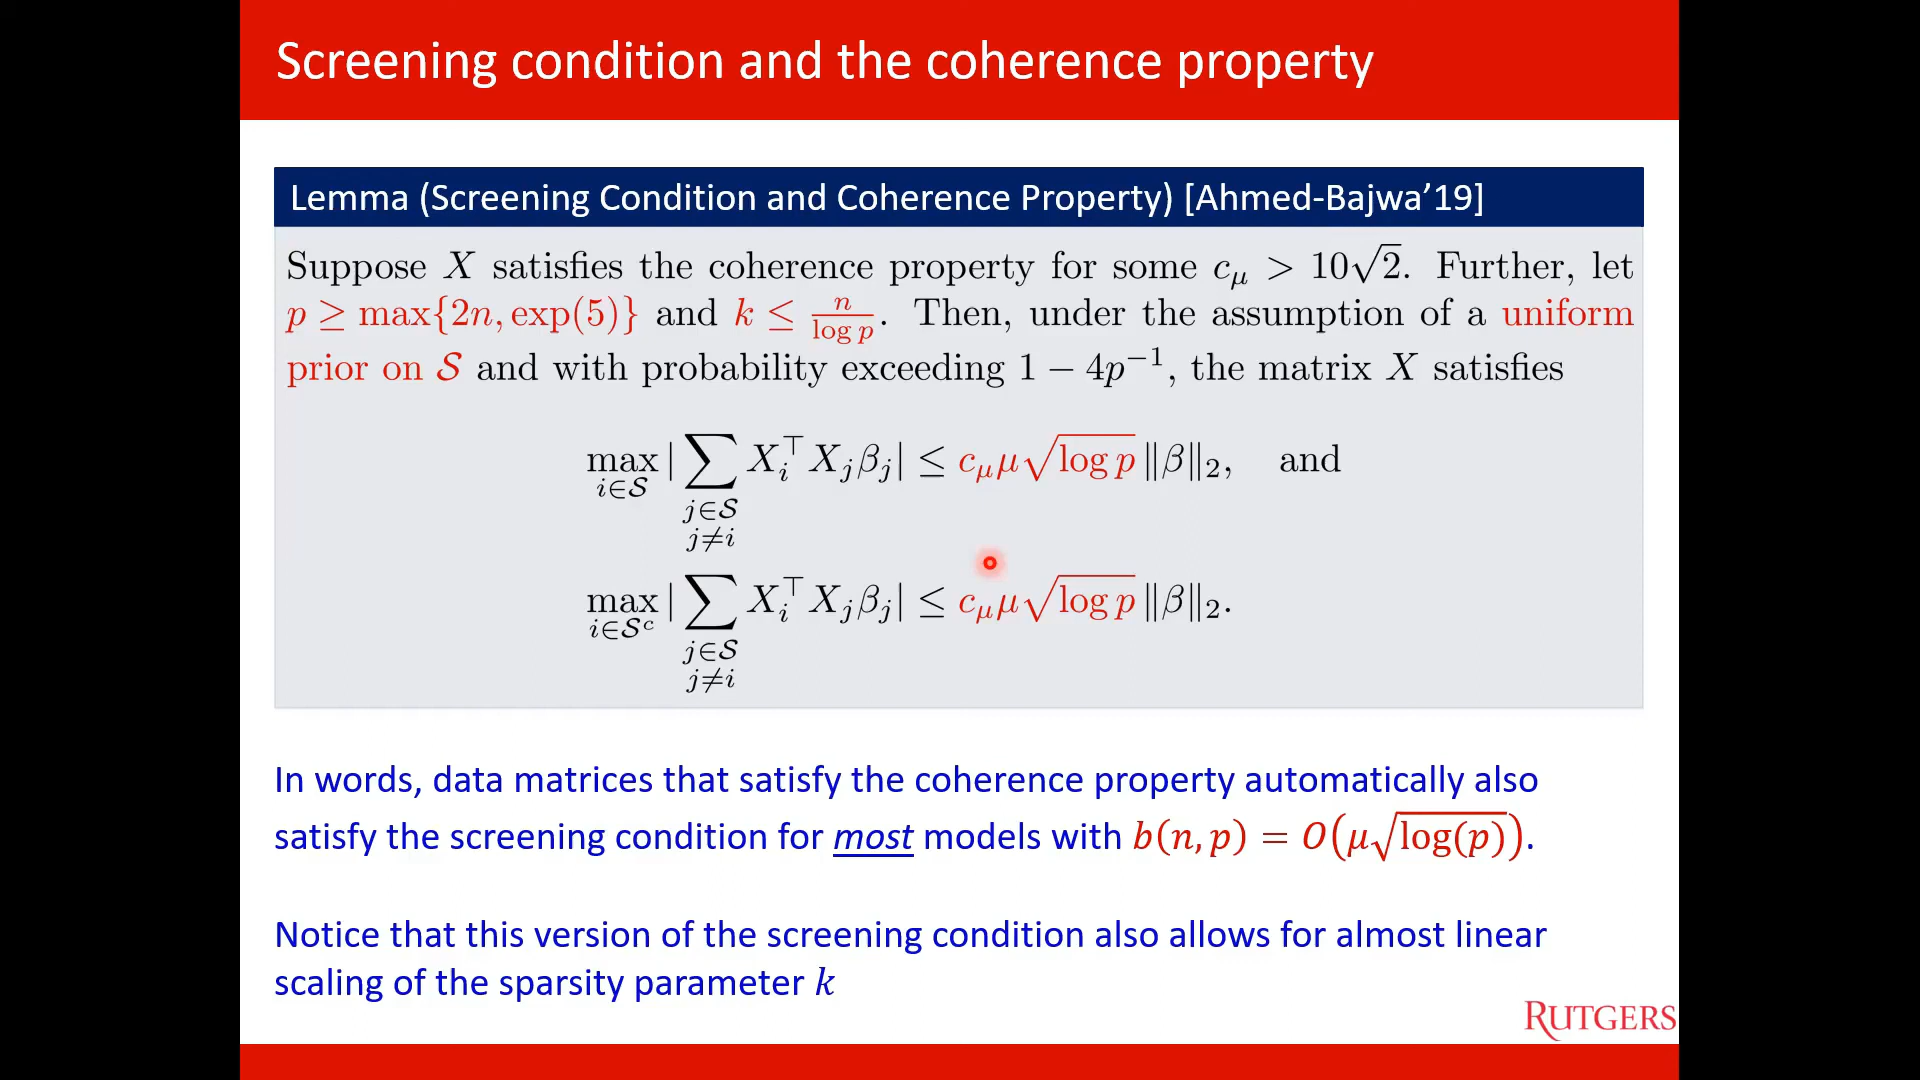 Screening condition and the coherence property
Lemma (Screening Condition and Coherence Property) [Ahmed-Bajwa’19]
Suppose X satisfies the coherence property for some c_μ > 10√2. Further, let
p ≥ max{2n, exp(5)} and k ≤ n/log p. Then, under the assumption of a uniform
prior on 𝒮 and with probability exceeding 1 − 4p⁻¹, the matrix X satisfies
max_{i∈𝒮} |∑_{j∈𝒮, j≠i} X_i^⊤ X_j β_j| ≤ c_μ μ√(log p) ‖β‖₂, and
max_{i∈𝒮^c} |∑_{j∈𝒮, j≠i} X_i^⊤ X_j β_j| ≤ c_μ μ√(log p) ‖β‖₂.
In words, data matrices that satisfy the coherence property automatically also
satisfy the screening condition for most models with b(n, p) = O(μ√log(p)).
Notice that this version of the screening condition also allows for almost linear
scaling of the sparsity parameter k
RUTGERS